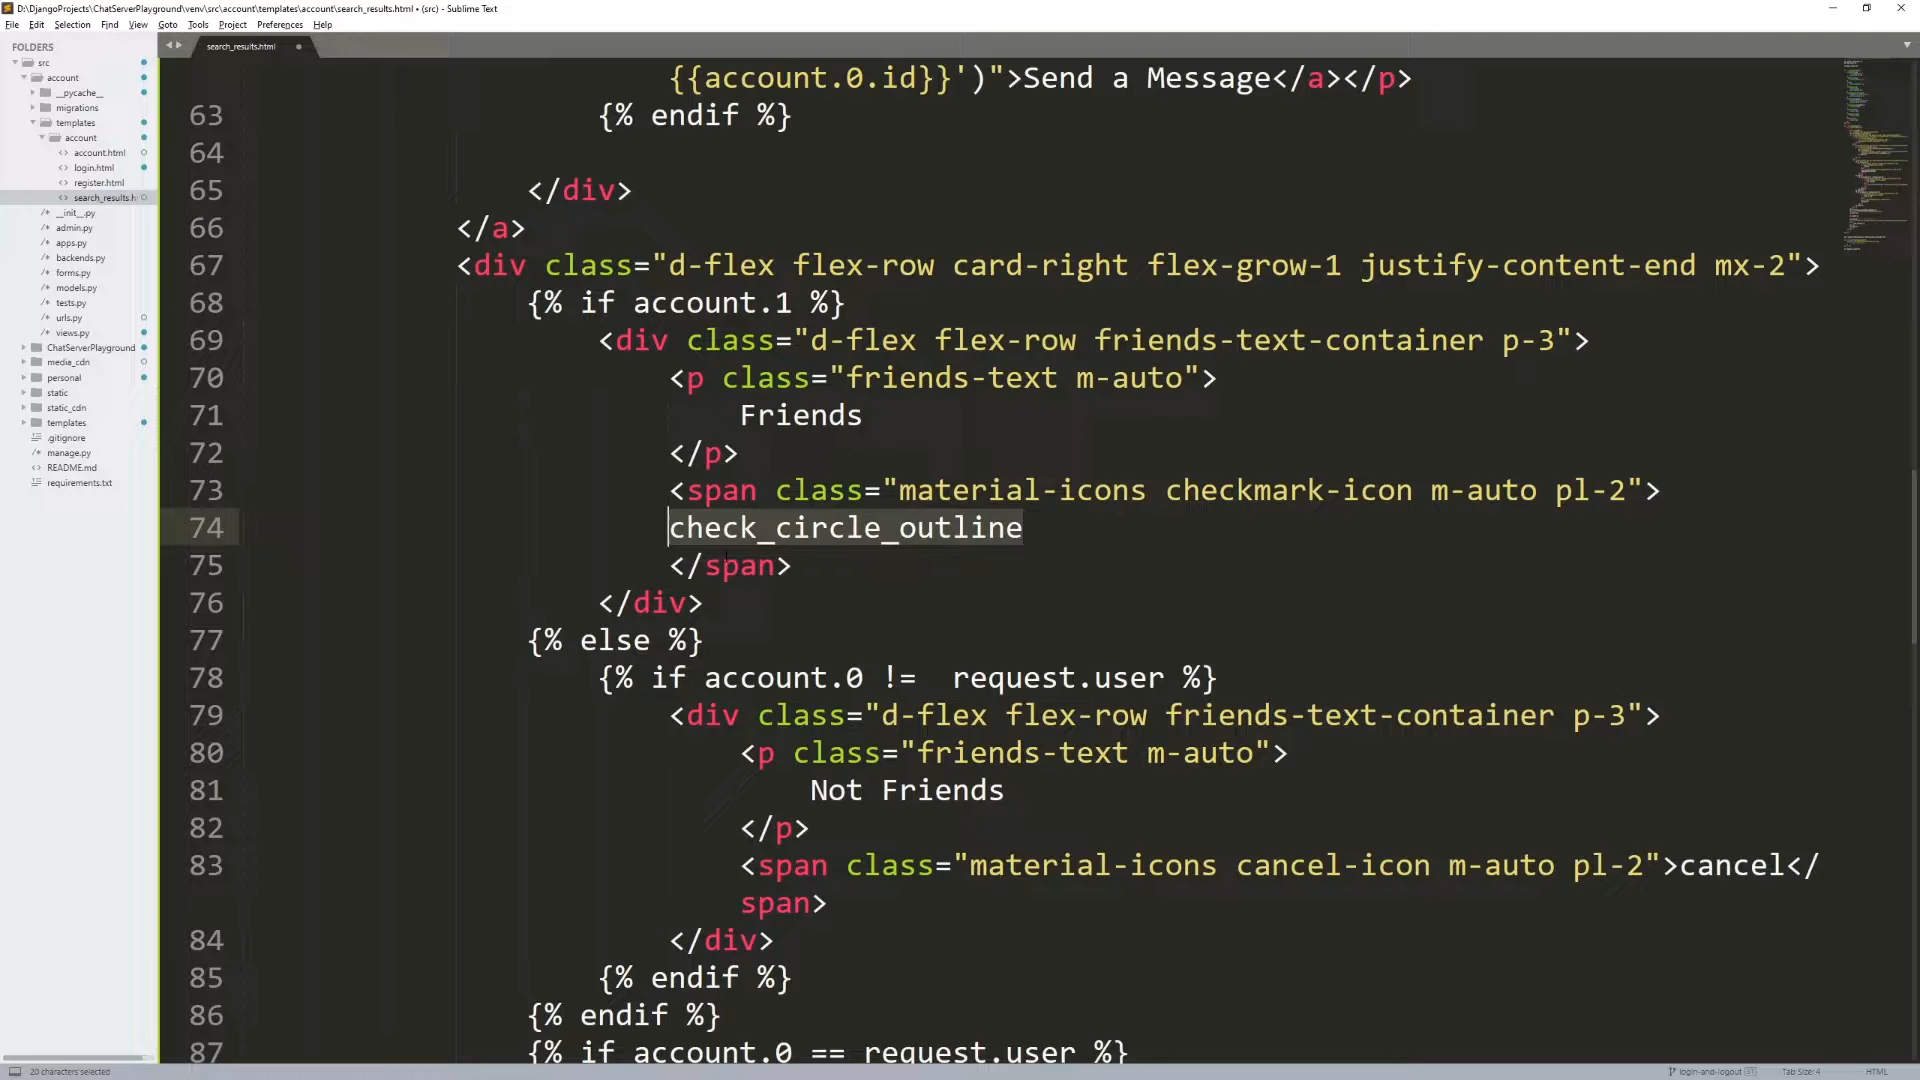 D:\DjangoProjects\ChatServerPlayground\venv\src\account\templates\account\search_results.html • (src) - Sublime Text
File Edit Selection Find View Goto Tools Project Preferences Help
FOLDERS
src
account
__pycache__
migrations
templates
account
account.html
login.html
register.html
search_results.h
__init__.py
admin.py
apps.py
backends.py
forms.py
models.py
tests.py
urls.py
views.py
ChatServerPlayground
media_cdn
personal
static
static_cdn
templates
.gitignore
manage.py
README.md
requirements.txt
search_results.html
{{account.0.id}}')">Send a Message</a></p>
63 {% endif %}
64
65 </div>
66 </a>
67 <div class="d-flex flex-row card-right flex-grow-1 justify-content-end mx-2">
68 {% if account.1 %}
69 <div class="d-flex flex-row friends-text-container p-3">
70 <p class="friends-text m-auto">
71 Friends
72 </p>
73 <span class="material-icons checkmark-icon m-auto pl-2">
74 check_circle_outline
75 </span>
76 </div>
77 {% else %}
78 {% if account.0 !=  request.user %}
79 <div class="d-flex flex-row friends-text-container p-3">
80 <p class="friends-text m-auto">
81 Not Friends
82 </p>
83 <span class="material-icons cancel-icon m-auto pl-2">cancel</
span>
84 </div>
85 {% endif %}
86 {% endif %}
87 {% if account.0 == request.user %}
20 characters selected
login-and-logout
Tab Size: 4
HTML